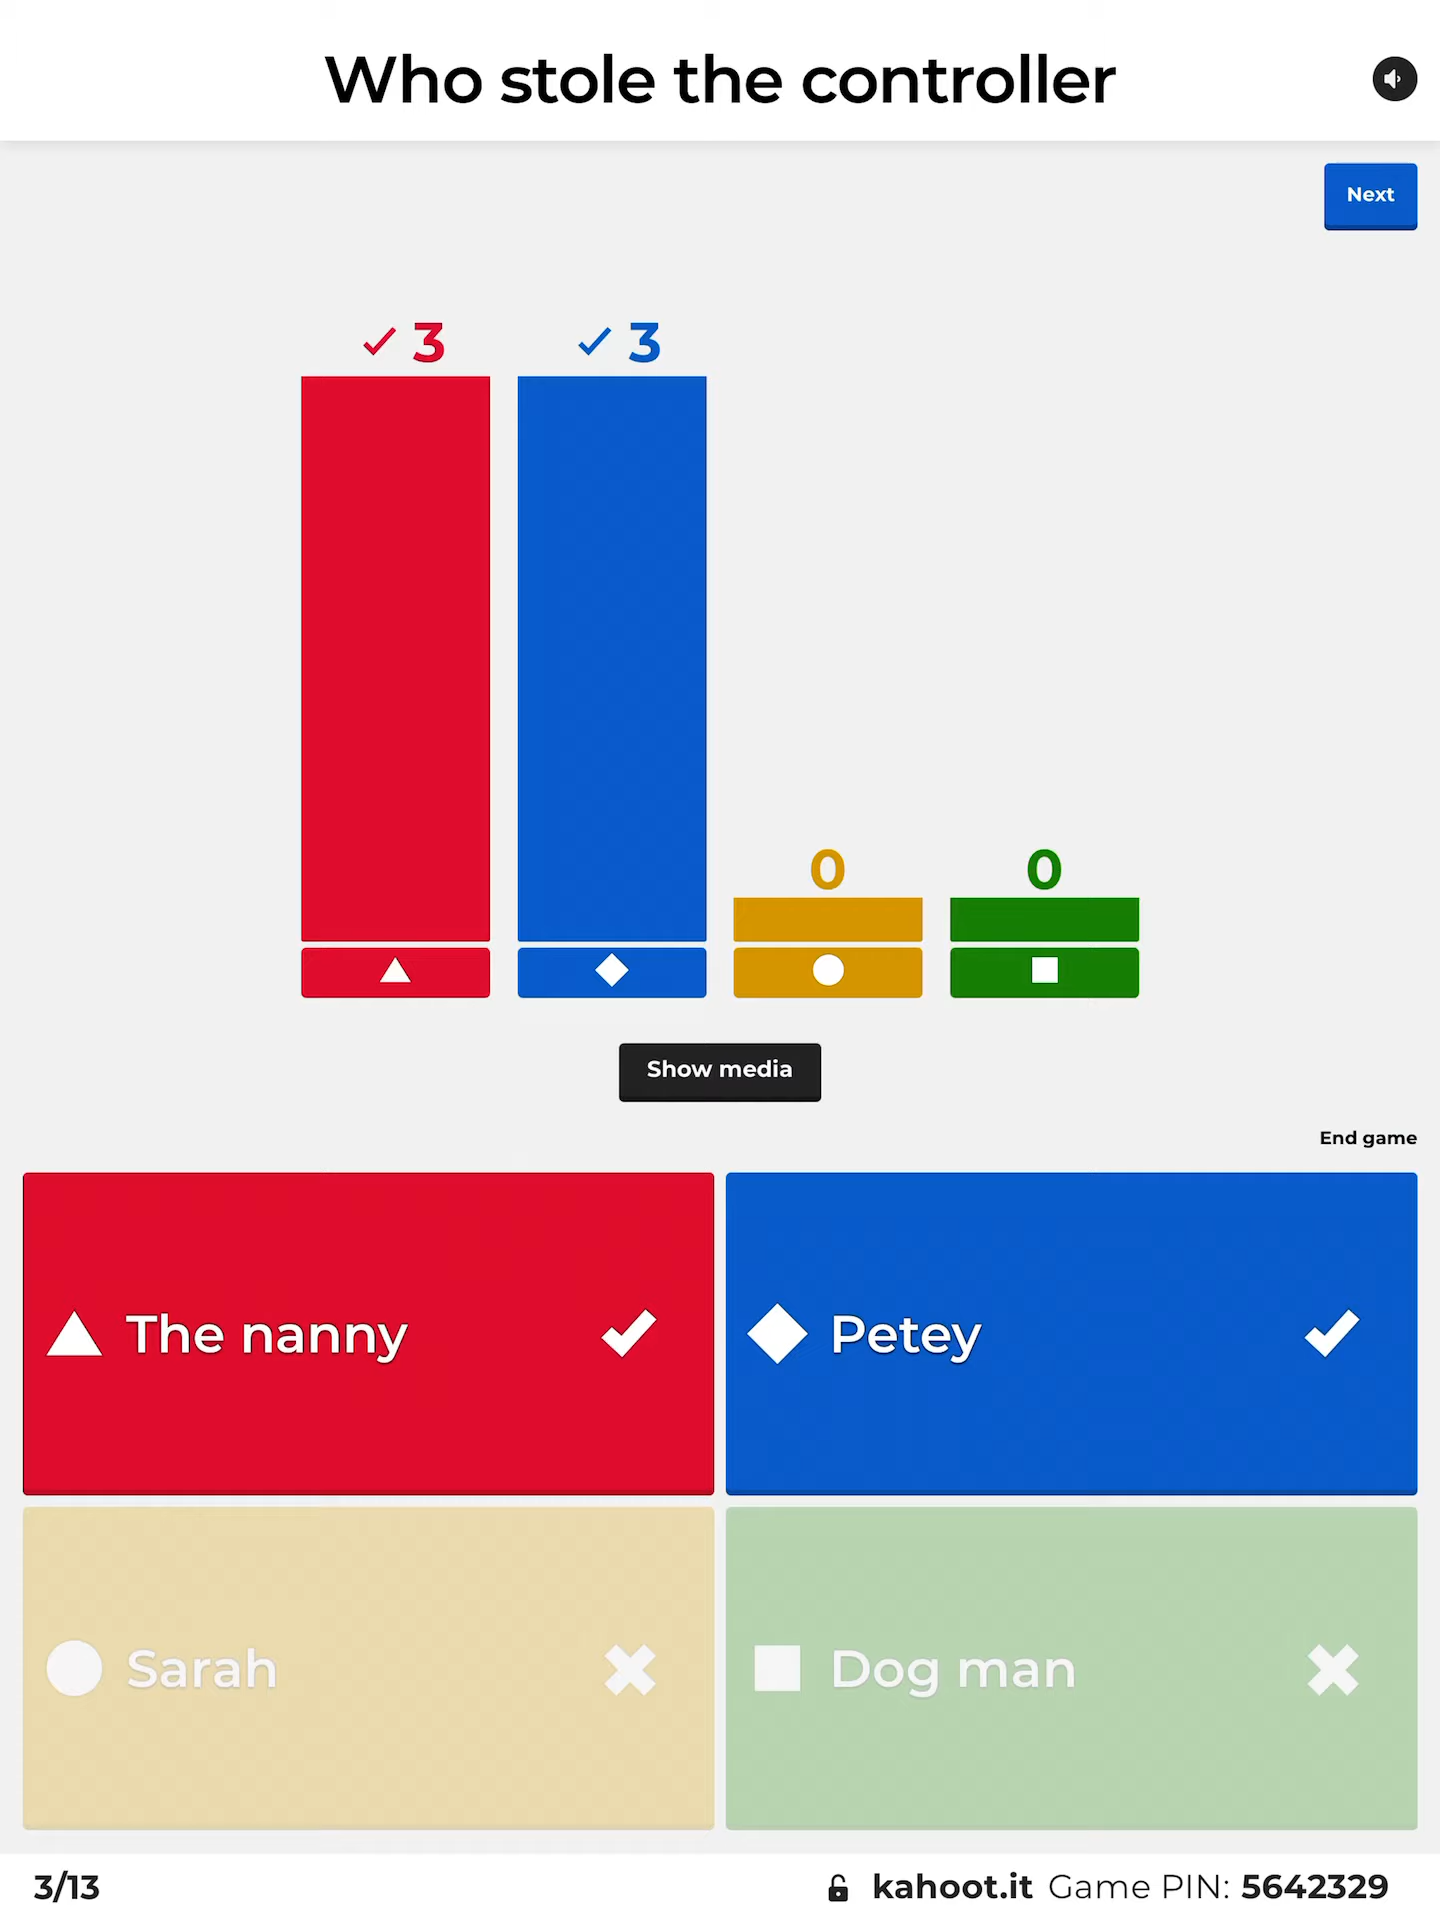 Who stole the controller
Next
3
3
0
0
Show media
End game
The nanny
Petey
Sarah
Dog man
3/13
kahoot.it Game PIN: 5642329